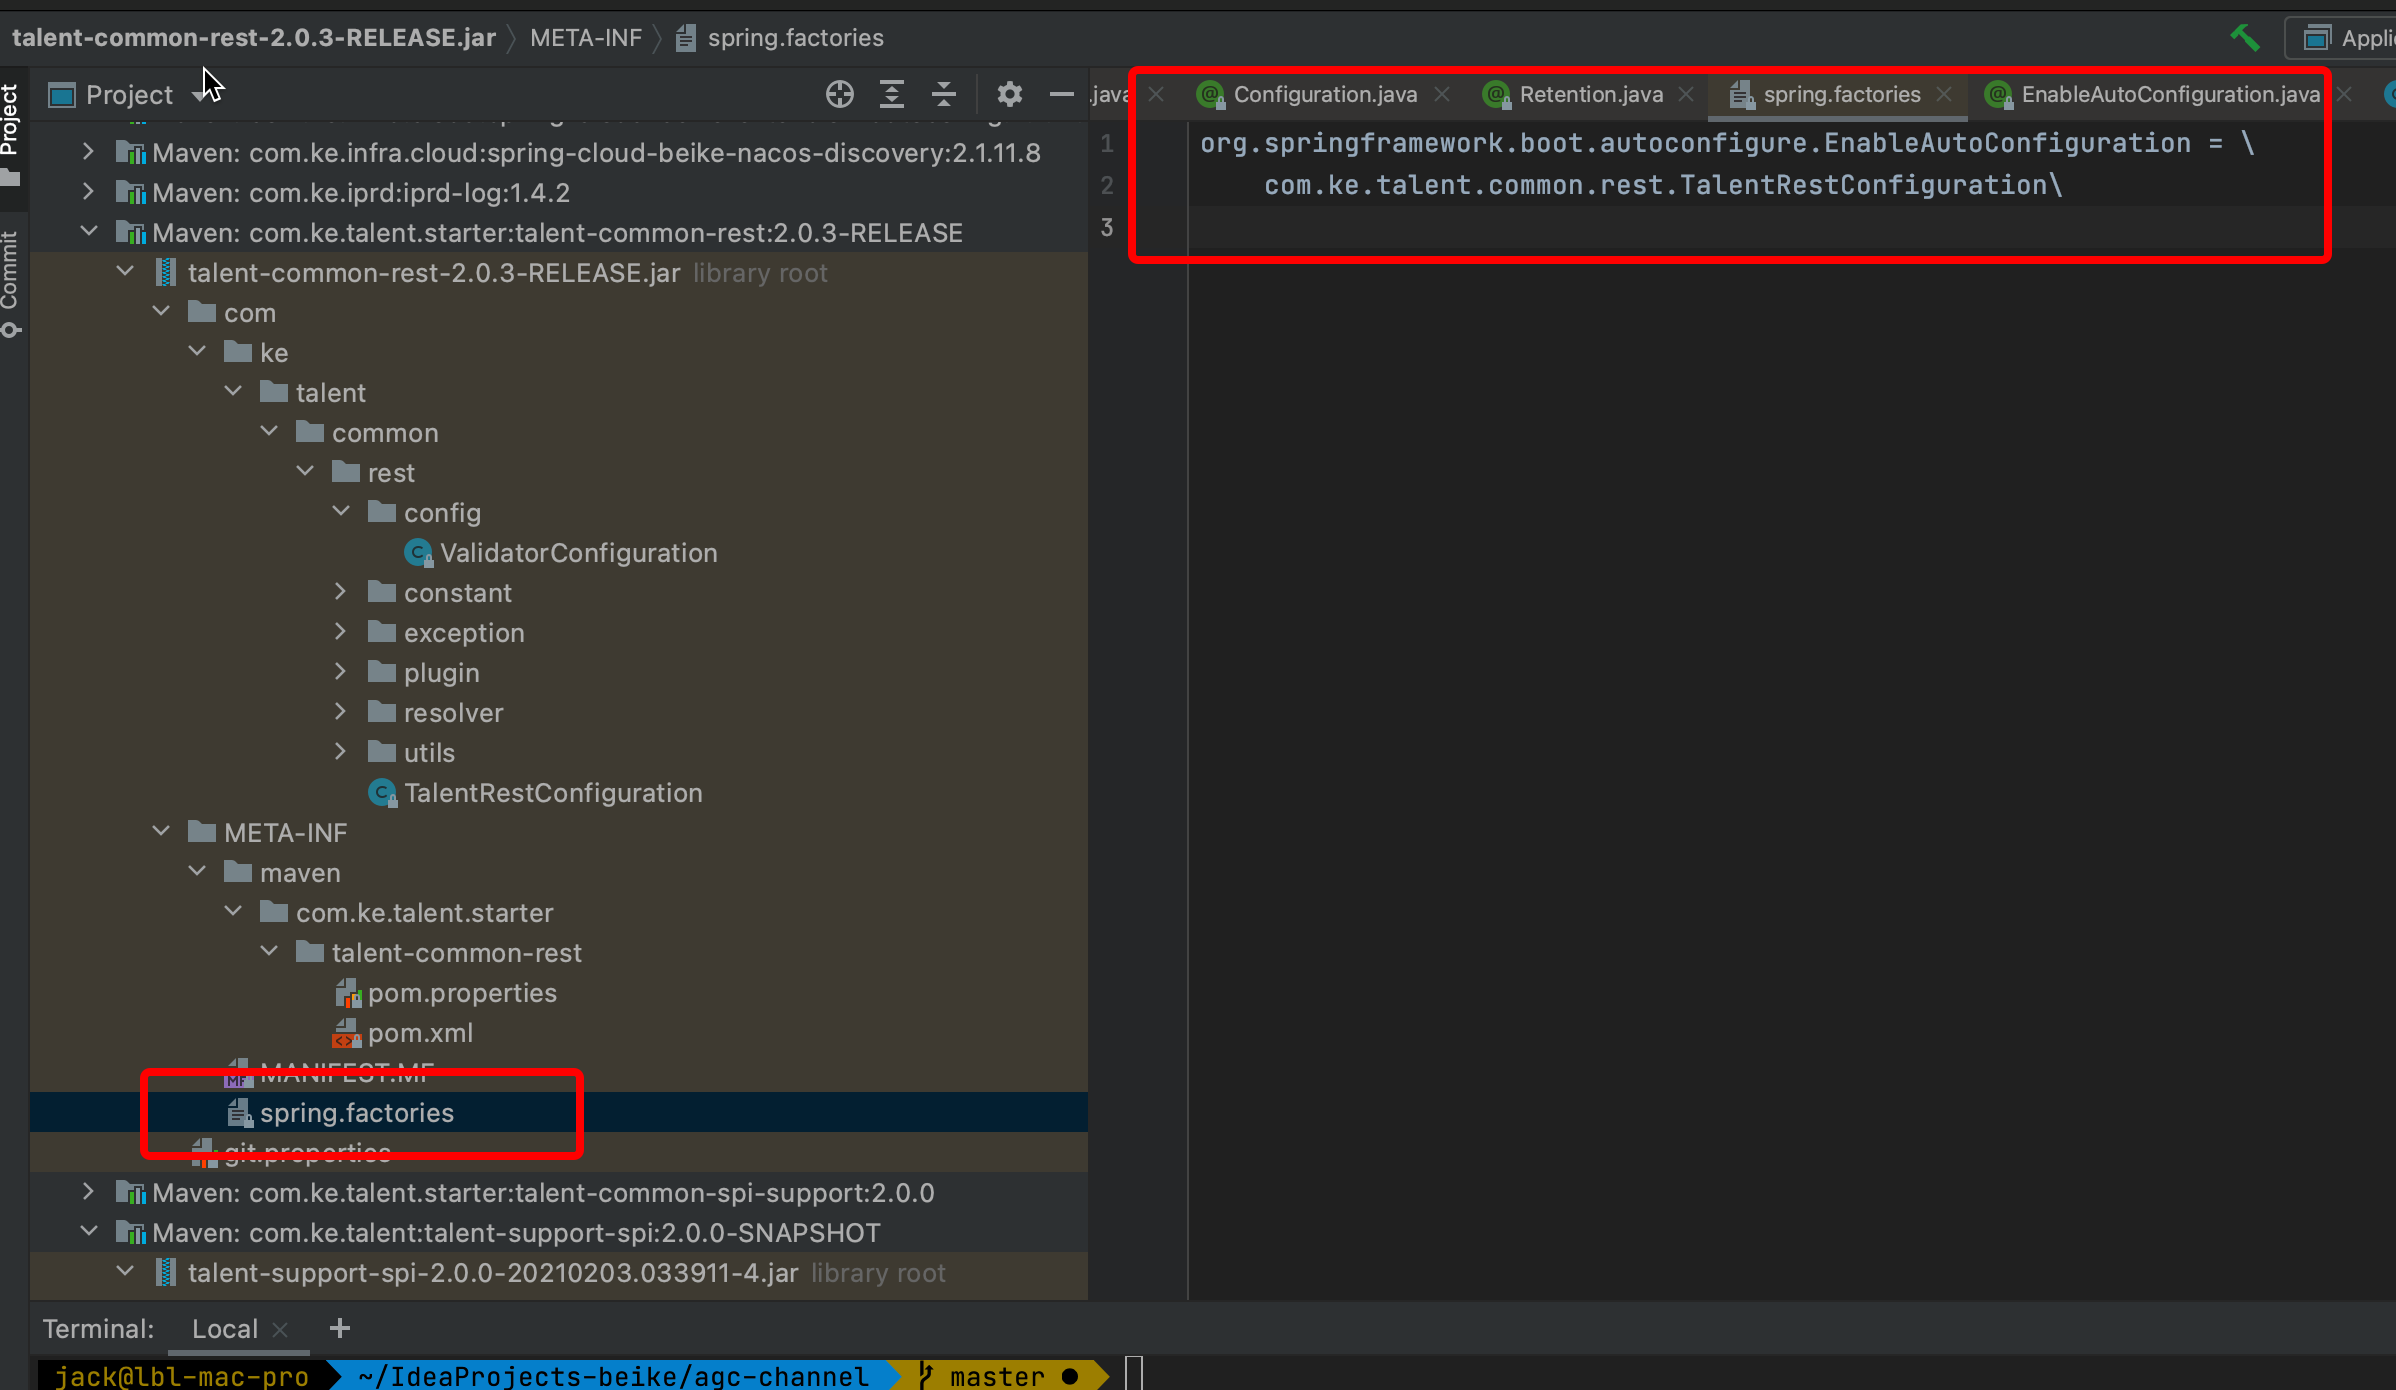 talent-common-rest-2.0.3-RELEASE.jar META-INF spring.factories
Project
Commit
Project
.java Configuration.java Retention.java spring.factories EnableAutoConfiguration.java
Maven: com.ke.infra.cloud:spring-cloud-beike-nacos-discovery:2.1.11.8
Maven: com.ke.iprd:iprd-log:1.4.2
Maven: com.ke.talent.starter:talent-common-rest:2.0.3-RELEASE
talent-common-rest-2.0.3-RELEASE.jar library root
com
ke
talent
common
rest
config
ValidatorConfiguration
constant
exception
plugin
resolver
utils
TalentRestConfiguration
META-INF
maven
com.ke.talent.starter
talent-common-rest
pom.properties
pom.xml
MANIFEST.MF
spring.factories
git.properties
Maven: com.ke.talent.starter:talent-common-spi-support:2.0.0
Maven: com.ke.talent:talent-support-spi:2.0.0-SNAPSHOT
talent-support-spi-2.0.0-20210203.033911-4.jar library root
1 org.springframework.boot.autoconfigure.EnableAutoConfiguration = \
2 com.ke.talent.common.rest.TalentRestConfiguration\
3
Terminal: Local +
jack@lbl-mac-pro ~/IdeaProjects-beike/agc-channel master